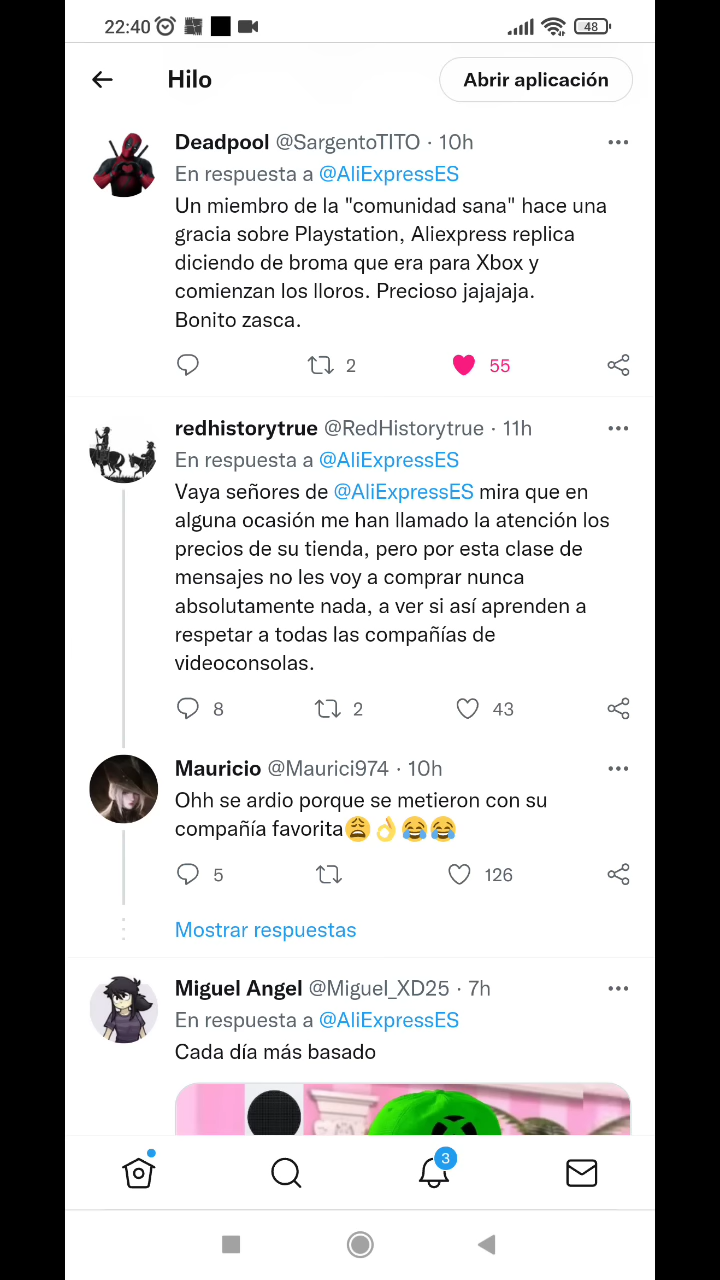 22:40
48
Hilo
Abrir aplicación
Deadpool @SargentoTITO · 10h
En respuesta a @AliExpressES
Un miembro de la "comunidad sana" hace una
gracia sobre Playstation, Aliexpress replica
diciendo de broma que era para Xbox y
comienzan los lloros. Precioso jajajaja.
Bonito zasca.
2 55
redhistorytrue @RedHistorytrue · 11h
En respuesta a @AliExpressES
Vaya señores de @AliExpressES mira que en
alguna ocasión me han llamado la atención los
precios de su tienda, pero por esta clase de
mensajes no les voy a comprar nunca
absolutamente nada, a ver si así aprenden a
respetar a todas las compañías de
videoconsolas.
8 2 43
Mauricio @Maurici974 · 10h
Ohh se ardio porque se metieron con su
compañía favorita😩👌😂😂
5 126
Mostrar respuestas
Miguel Angel @Miguel_XD25 · 7h
En respuesta a @AliExpressES
Cada día más basado
3